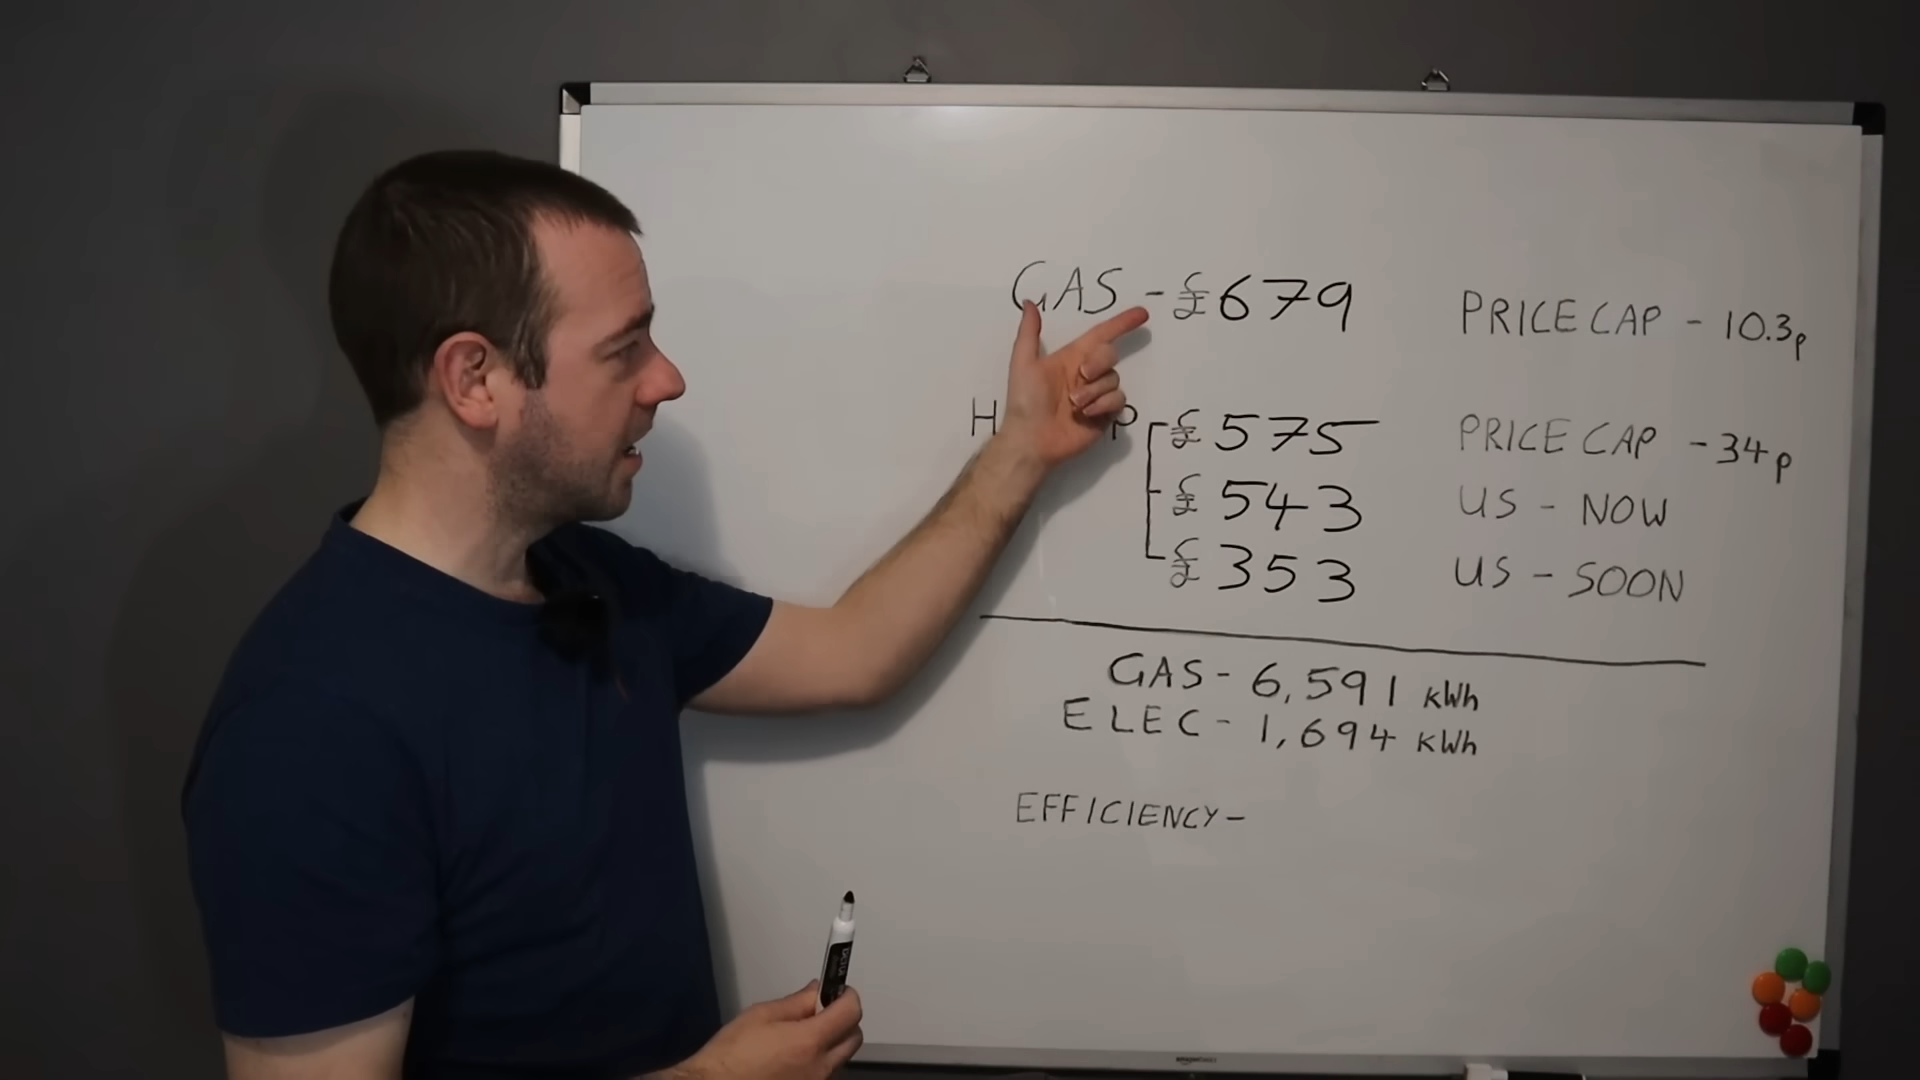 GAS - £679 PRICE CAP - 10.3p
H P £575 PRICE CAP - 34p
£543 US - NOW
£353 US - SOON
GAS - 6,591 kWh
ELEC - 1,694 kWh
EFFICIENCY -